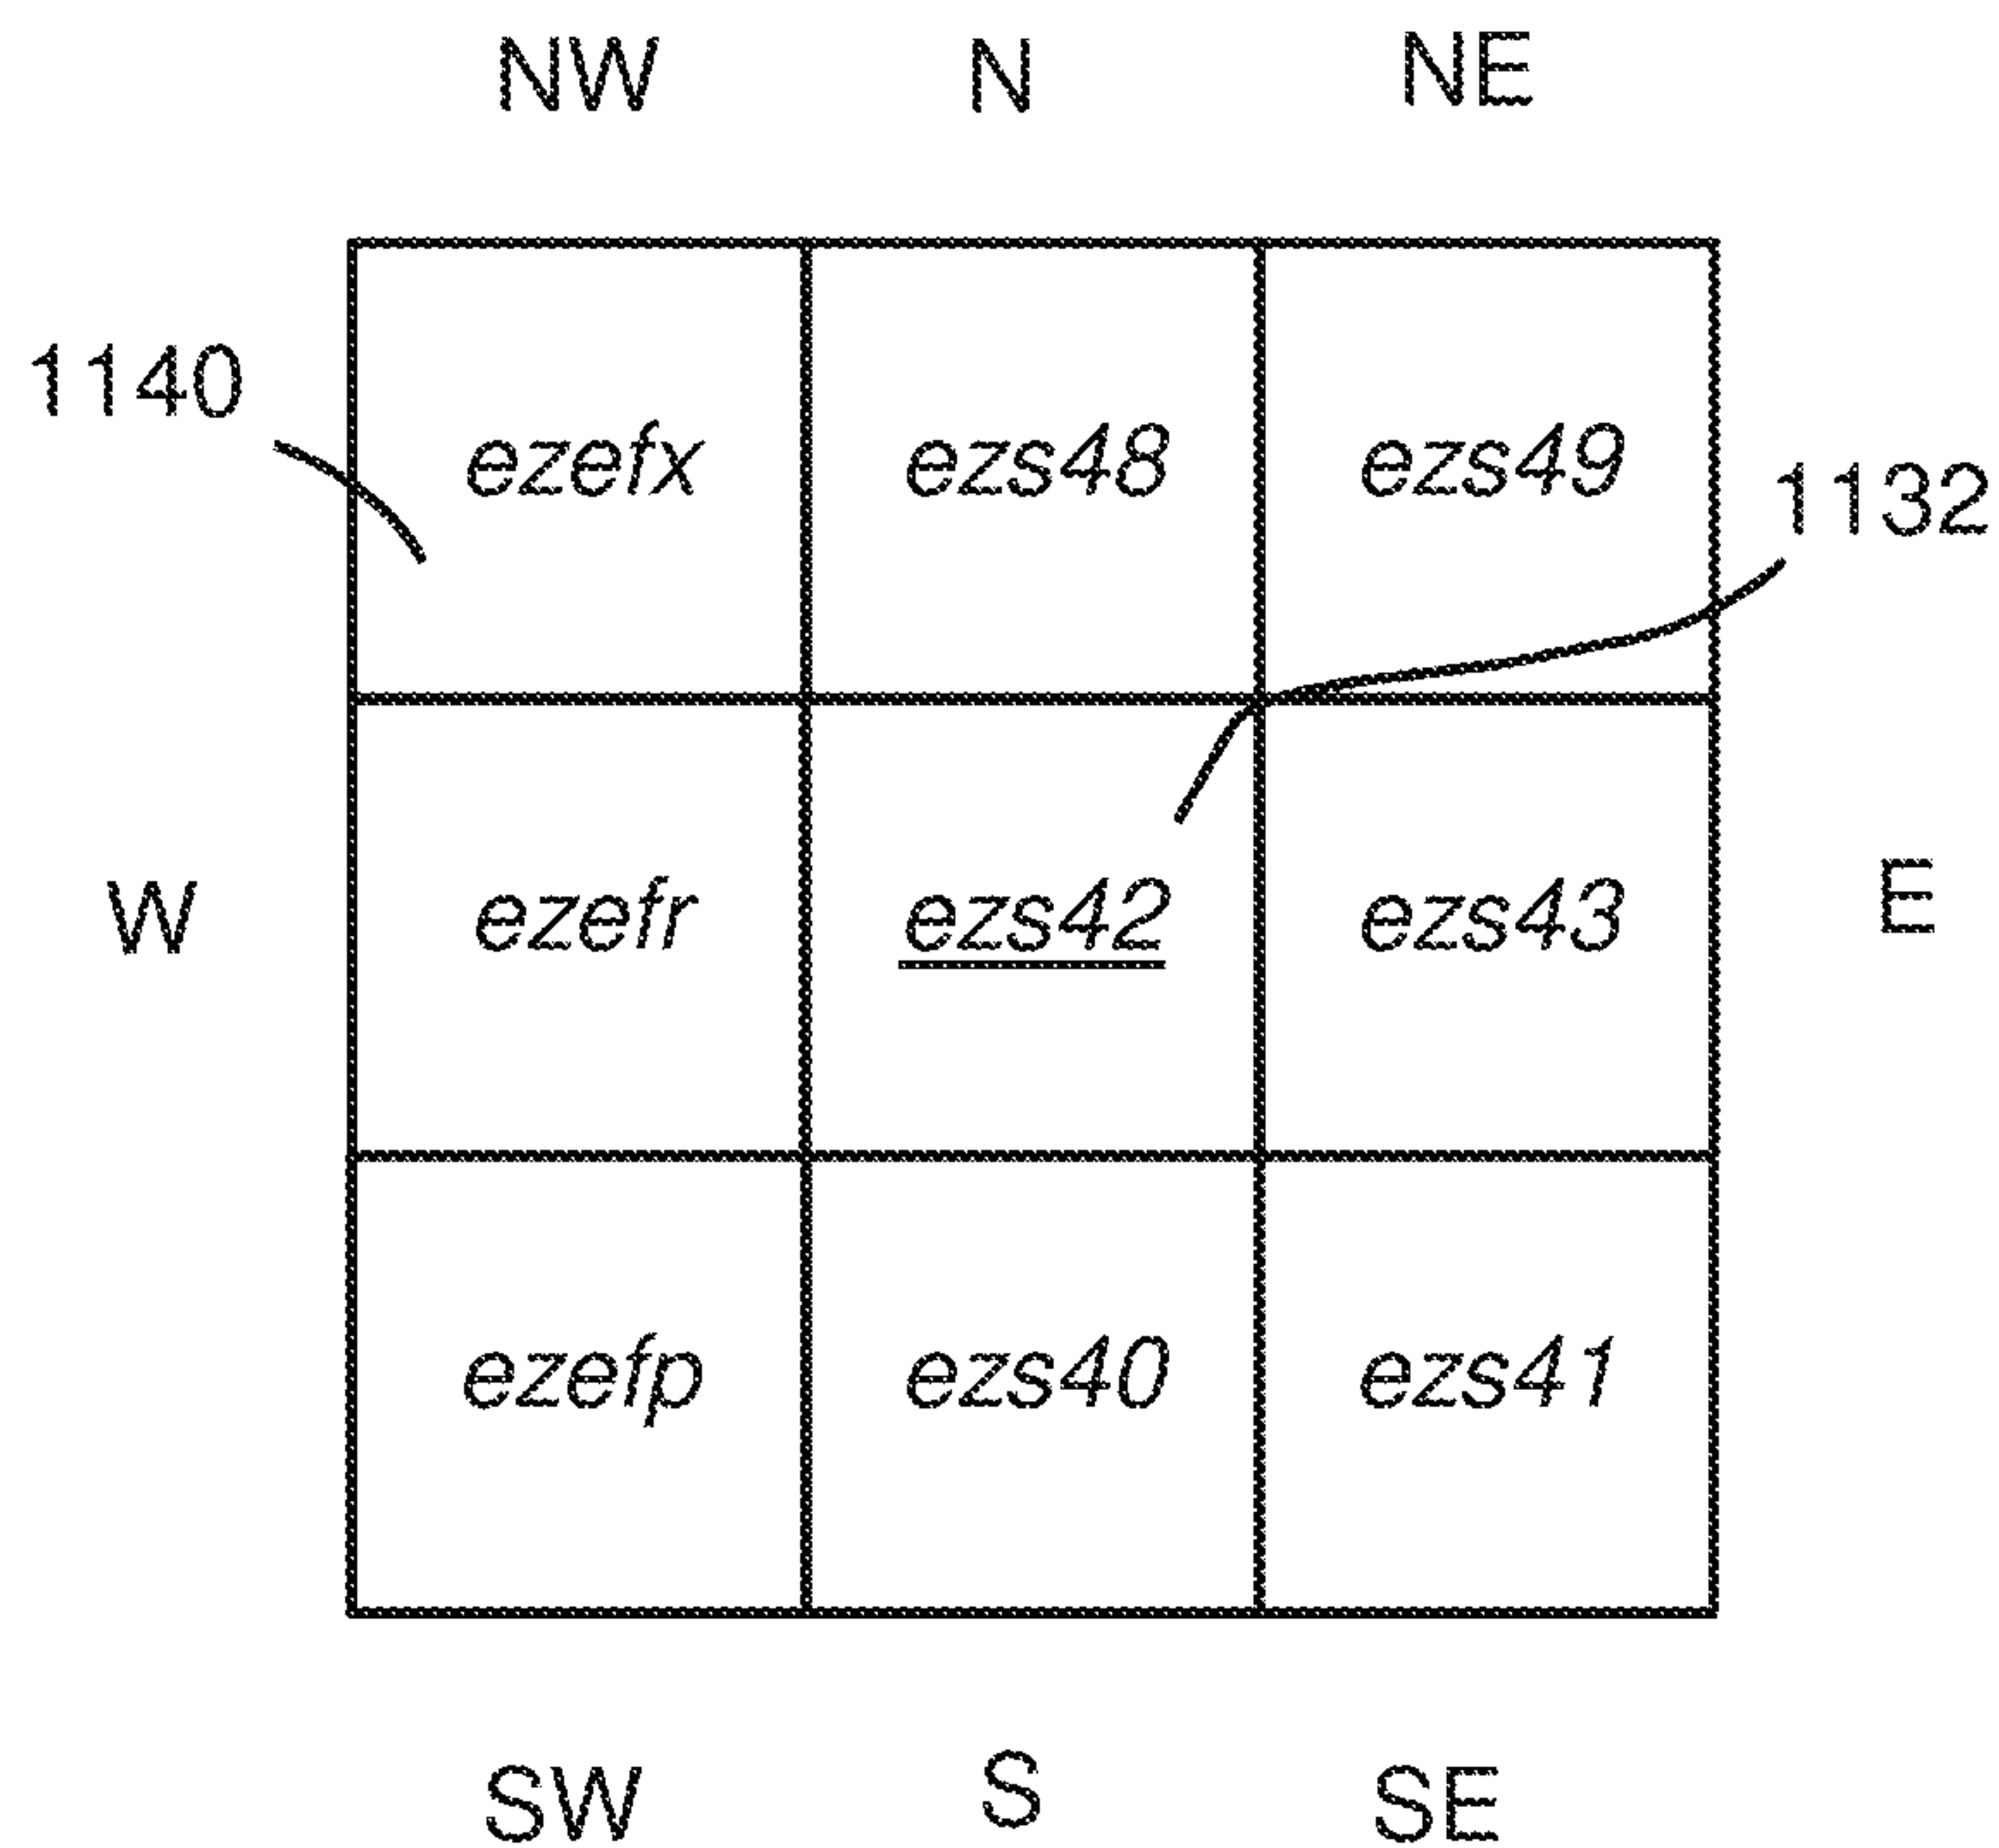 NW N NE
1140
ezefx ezs48 ezs49
1132
W ezefr ezs42 ezs43 E
ezefp ezs40 ezs41
SW S SE